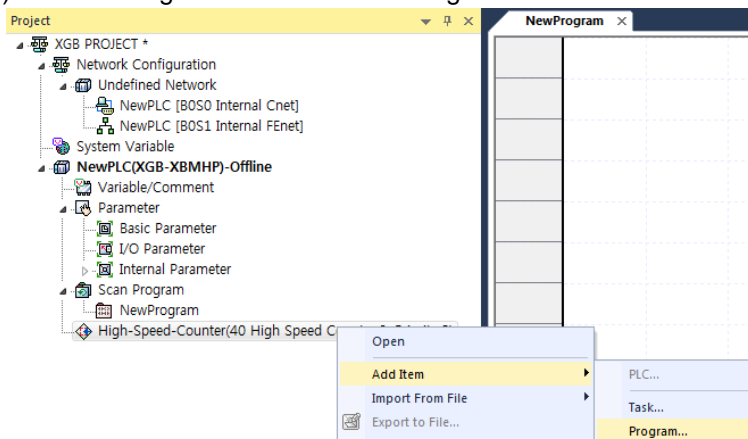 Project
NewProgram ×
XGB PROJECT *
Network Configuration
Undefined Network
NewPLC [B0S0 Internal Cnet]
NewPLC [B0S1 Internal FEnet]
System Variable
NewPLC(XGB-XBMHP)-Offline
Variable/Comment
Parameter
Basic Parameter
I/O Parameter
Internal Parameter
Scan Program
NewProgram
High-Speed-Counter(40 High Speed
Open
Add Item
PLC...
Import From File
Task...
Export to File...
Program...